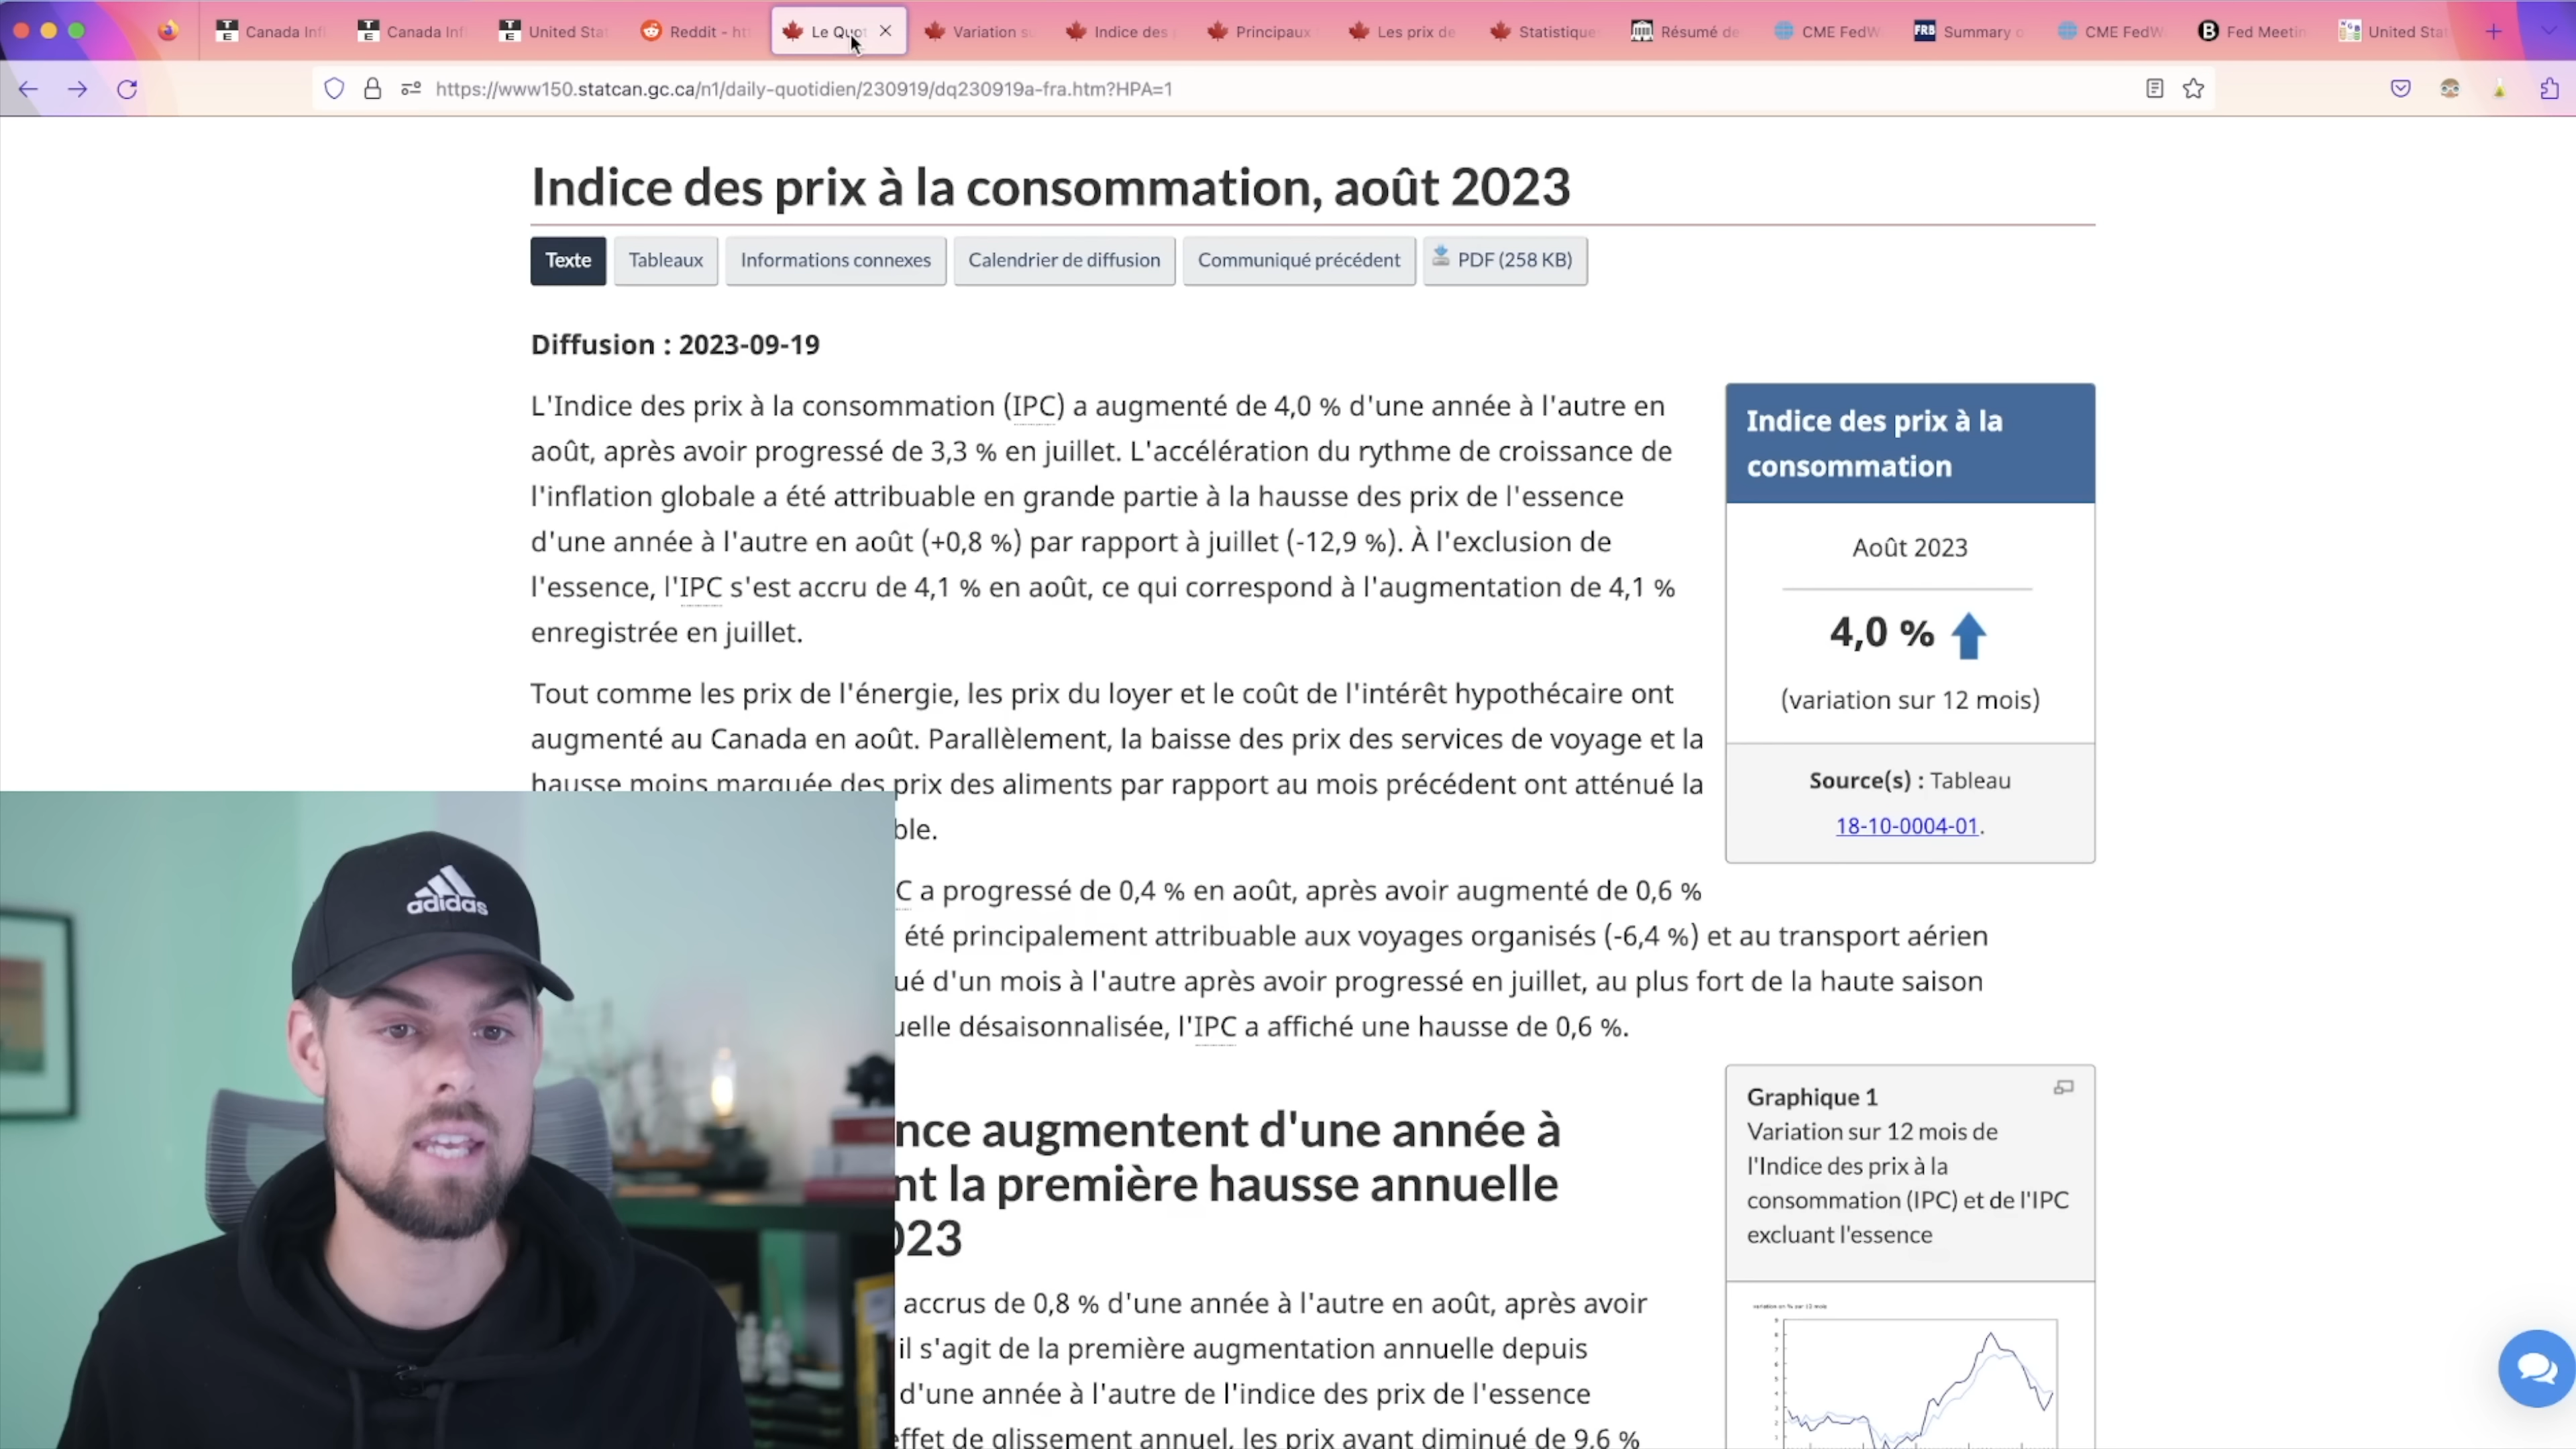 Canada Inf
Canada Inf
United Sta
Reddit - ht
Le Quo
Variation su
Indice des
Principaux
Les prix de
Statistique
Résumé de
CME FedW
FRB
Summary o
CME FedW
B
Fed Meetin
United Sta
https://www150.statcan.gc.ca/n1/daily-quotidien/230919/dq230919a-fra.htm?HPA=1
Indice des prix à la consommation, août 2023
Texte
Tableaux
Informations connexes
Calendrier de diffusion
Communiqué précédent
PDF (258 KB)
Diffusion : 2023-09-19
L'Indice des prix à la consommation (IPC) a augmenté de 4,0 % d'une année à l'autre en
août, après avoir progressé de 3,3 % en juillet. L'accélération du rythme de croissance de
l'inflation globale a été attribuable en grande partie à la hausse des prix de l'essence
d'une année à l'autre en août (+0,8 %) par rapport à juillet (-12,9 %). À l'exclusion de
l'essence, l'IPC s'est accru de 4,1 % en août, ce qui correspond à l'augmentation de 4,1 %
enregistrée en juillet.
Tout comme les prix de l'énergie, les prix du loyer et le coût de l'intérêt hypothécaire ont
augmenté au Canada en août. Parallèlement, la baisse des prix des services de voyage et la
hausse moins marquée des prix des aliments par rapport au mois précédent ont atténué la
ble.
C a progressé de 0,4 % en août, après avoir augmenté de 0,6 %
été principalement attribuable aux voyages organisés (-6,4 %) et au transport aérien
ué d'un mois à l'autre après avoir progressé en juillet, au plus fort de la haute saison
uelle désaisonnalisée, l'IPC a affiché une hausse de 0,6 %.
nce augmentent d'une année à
nt la première hausse annuelle
023
accrus de 0,8 % d'une année à l'autre en août, après avoir
il s'agit de la première augmentation annuelle depuis
d'une année à l'autre de l'indice des prix de l'essence
effet de glissement annuel, les prix ayant diminué de 9,6 %
Indice des prix à la
consommation
Août 2023
4,0 %
(variation sur 12 mois)
Source(s) : Tableau
18-10-0004-01.
Graphique 1
Variation sur 12 mois de
l'Indice des prix à la
consommation (IPC) et de l'IPC
excluant l'essence
variation en % par 12 mois
adidas